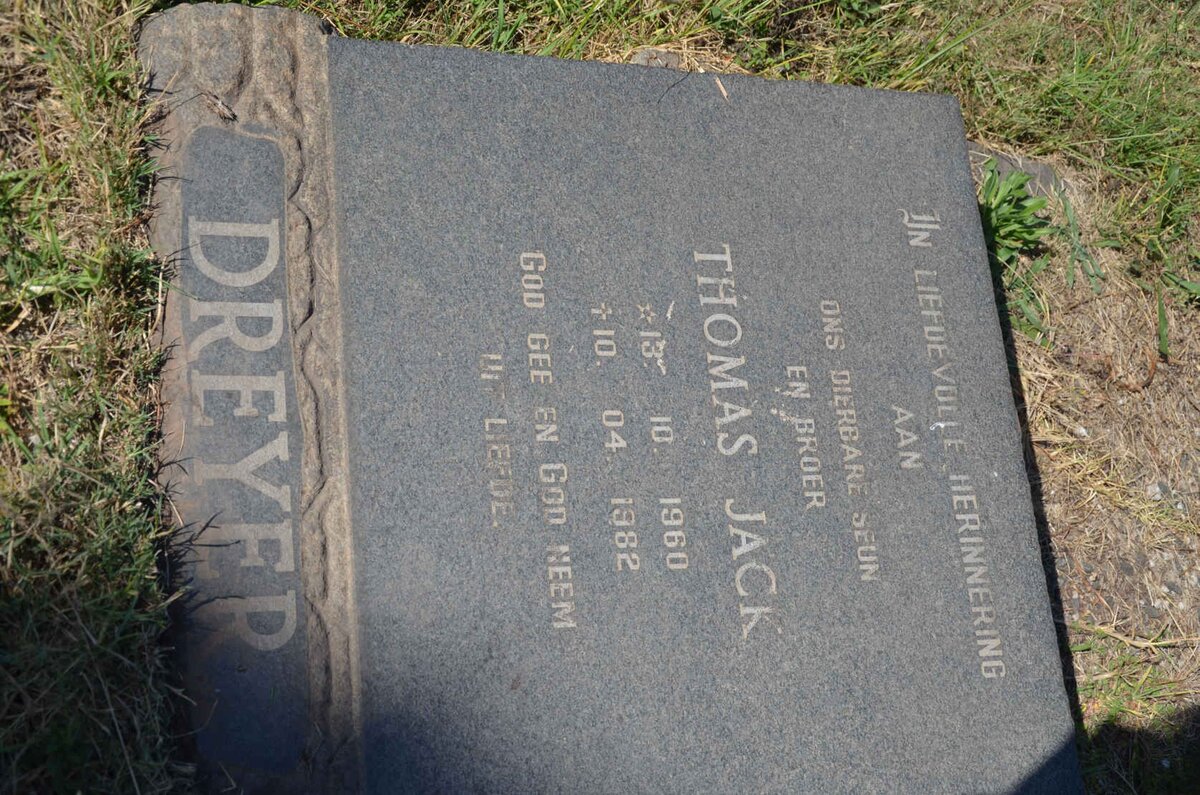 IN LIEFDEVOLLE HERINNERING
AAN
ONS DIERBARE SEUN
EN BROER
THOMAS JACK
☆ 13. 10. 1960
✝ 10. 04. 1982
GOD GEE EN GOD NEEM
UIT LIEFDE.
DREYER